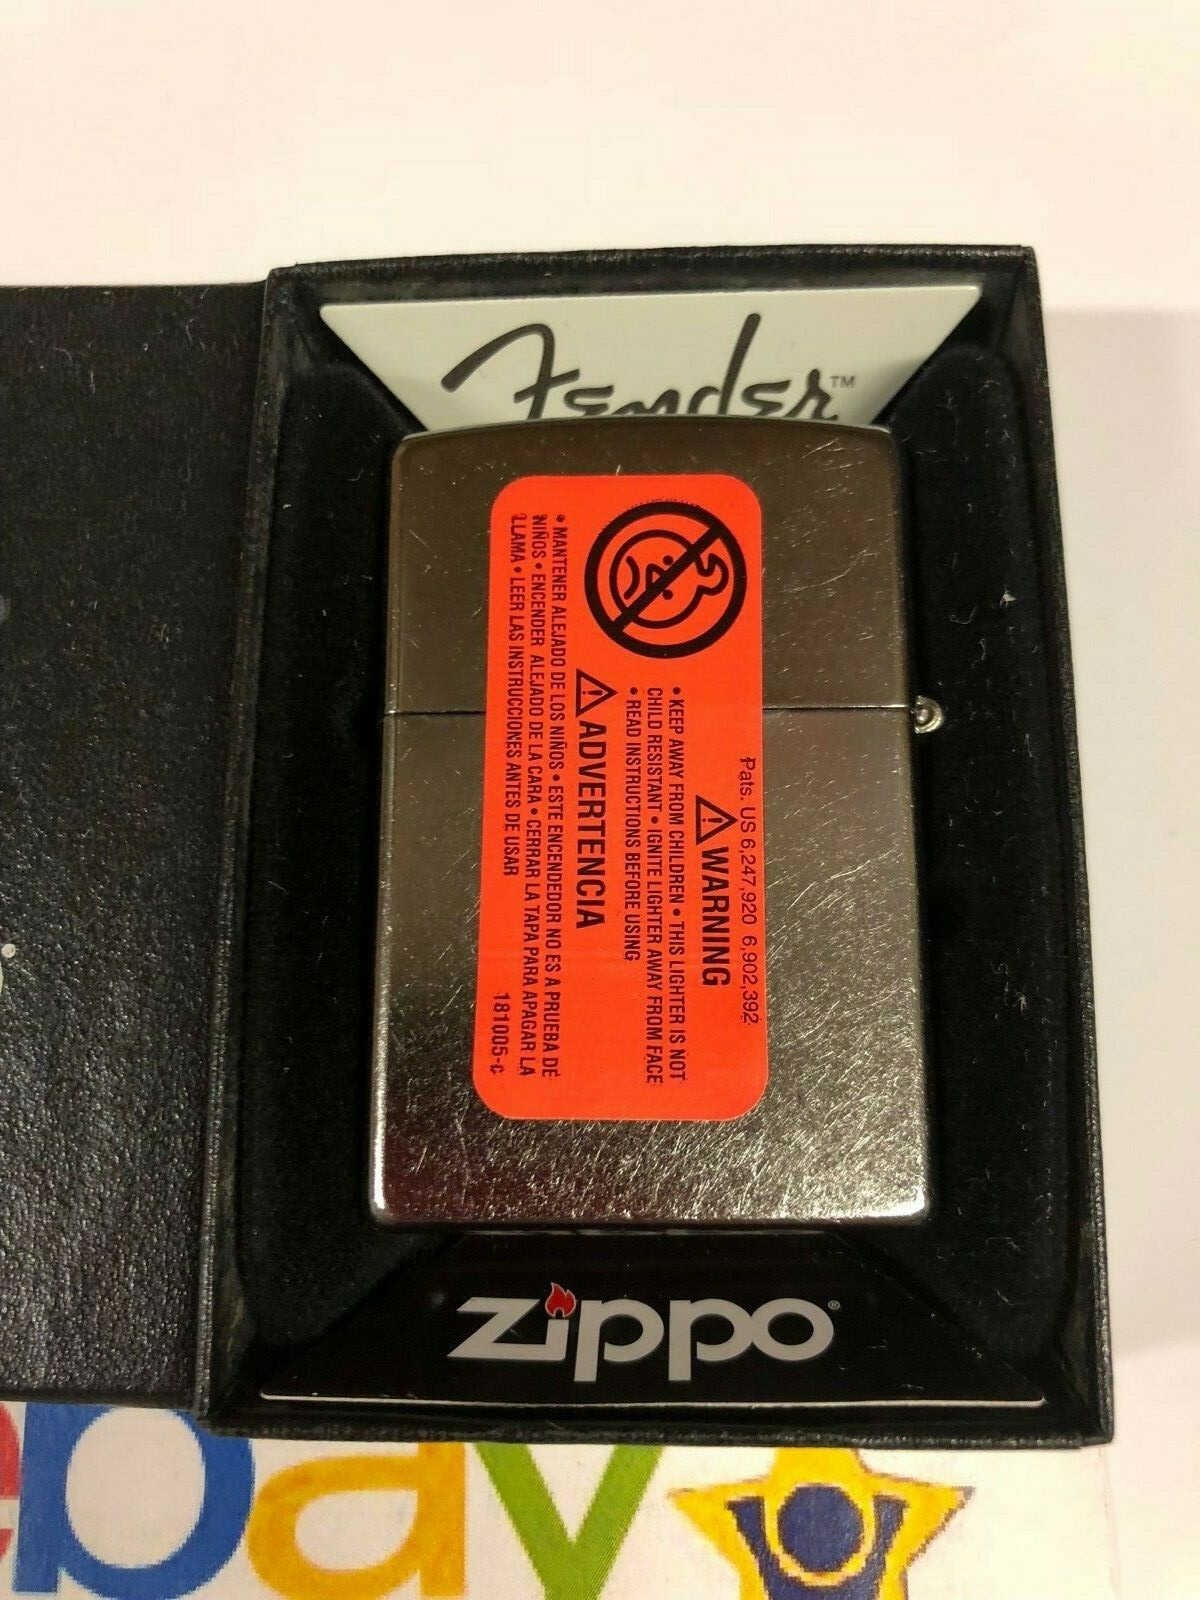 Fender™
Pats. US 6,247,920 6,902,392
⚠WARNING
• KEEP AWAY FROM CHILDREN • THIS LIGHTER IS NOT
CHILD RESISTANT • IGNITE LIGHTER AWAY FROM FACE
• READ INSTRUCTIONS BEFORE USING
⚠ADVERTENCIA
• MANTENER ALEJADO DE LOS NIÑOS • ESTE ENCENDEDOR NO ES A PRUEBA DE
NIÑOS • ENCENDER ALEJADO DE LA CARA • CERRAR LA TAPA PARA APAGAR LA
LLAMA • LEER LAS INSTRUCCIONES ANTES DE USAR
181005-c
zippo®
ebay